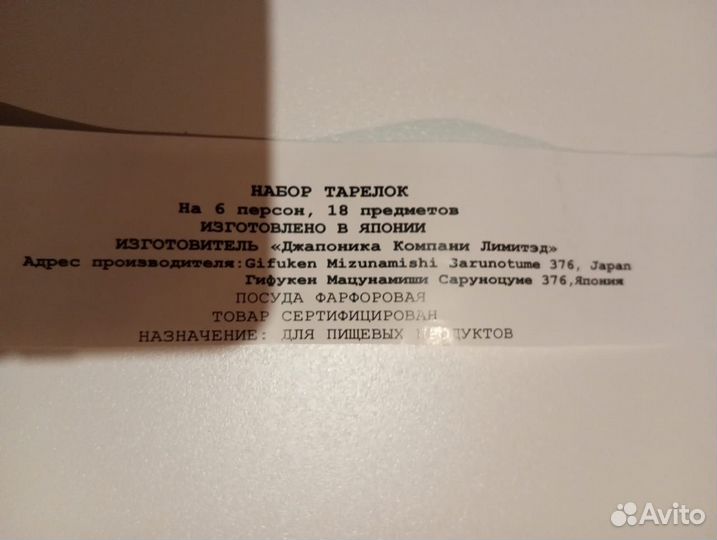 НАБОР ТАРЕЛОК
На 6 персон, 18 предметов
ИЗГОТОВЛЕНО В ЯПОНИИ
ИЗГОТОВИТЕЛЬ «Джапоника Компани Лимитэд»
Адрес производителя:Gifuken Mizunamishi Jarunotume 376, Japan
Гифукен Мацунамиши Саруноцуме 376,Япония
ПОСУДА ФАРФОРОВАЯ
ТОВАР СЕРТИФИЦИРОВАН
НАЗНАЧЕНИЕ: ДЛЯ ПИЩЕВЫХ ПРОДУКТОВ
Avito